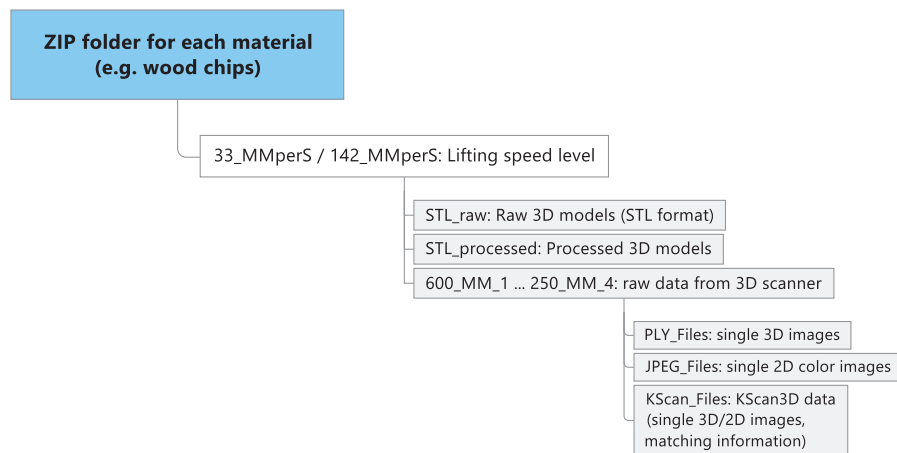 ZIP folder for each material
(e.g. wood chips)
33_MMperS / 142_MMperS: Lifting speed level
STL_raw: Raw 3D models (STL format)
STL_processed: Processed 3D models
600_MM_1 ... 250_MM_4: raw data from 3D scanner
PLY_Files: single 3D images
JPEG_Files: single 2D color images
KScan_Files: KScan3D data
(single 3D/2D images,
matching information)